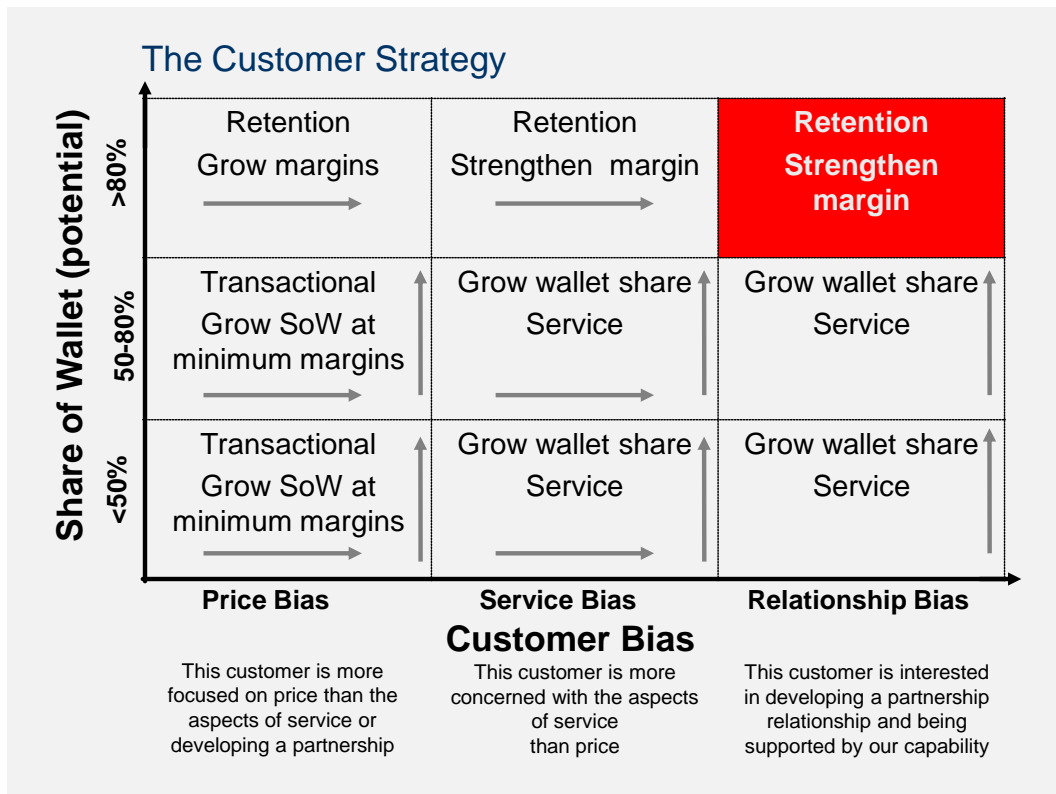 The Customer Strategy
Share of Wallet (potential)
>80%
Retention
Grow margins
Retention
Strengthen  margin
Retention
Strengthen
margin
50-80%
Transactional
Grow SoW at
minimum margins
Grow wallet share
Service
Grow wallet share
Service
<50%
Transactional
Grow SoW at
minimum margins
Grow wallet share
Service
Grow wallet share
Service
Price Bias
Service Bias
Relationship Bias
Customer Bias
This customer is more
focused on price than the
aspects of service or
developing a partnership
This customer is more
concerned with the aspects
of service
than price
This customer is interested
in developing a partnership
relationship and being
supported by our capability